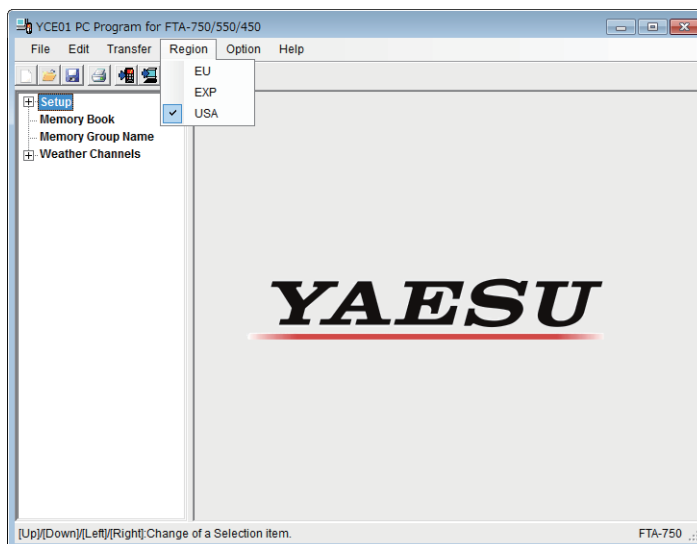 YCE01 PC Program for FTA-750/550/450
File Edit Transfer Region Option Help
EU
EXP
USA
Setup
Memory Book
Memory Group Name
Weather Channels
YAESU
[Up]/[Down]/[Left]/[Right]:Change of a Selection item. FTA-750